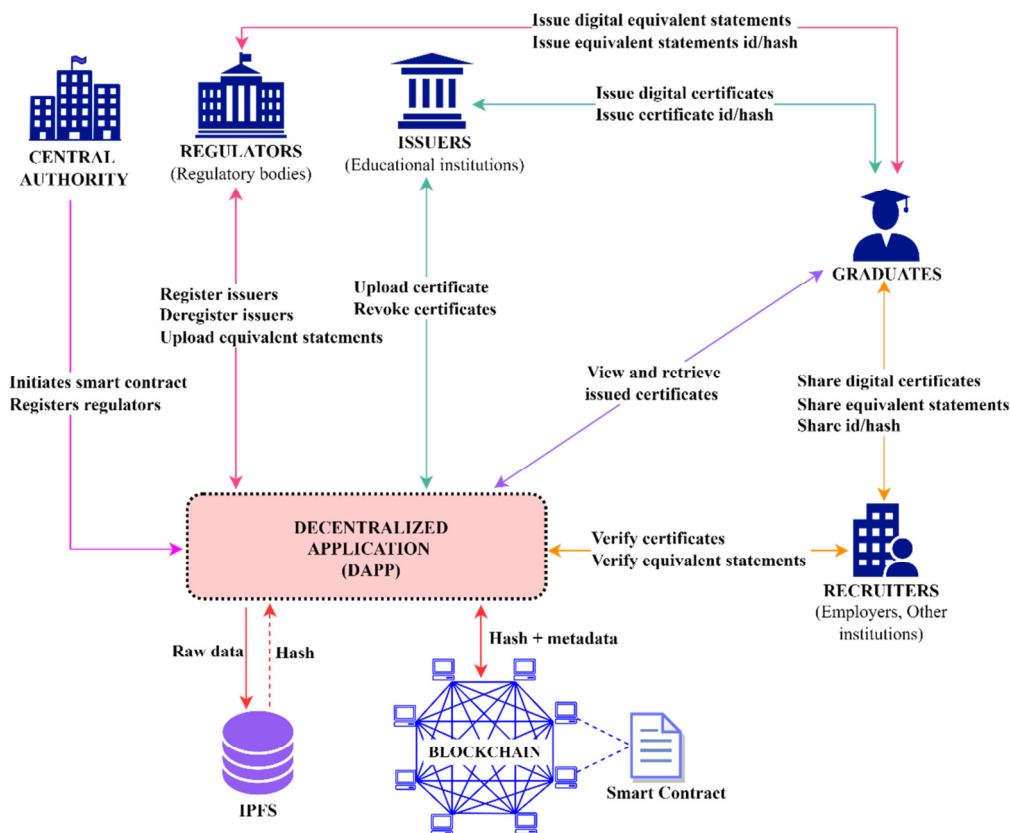 Issue digital equivalent statements
Issue equivalent statements id/hash
CENTRAL
AUTHORITY
REGULATORS
(Regulatory bodies)
ISSUERS
(Educational institutions)
Issue digital certificates
Issue certificate id/hash
GRADUATES
Register issuers
Deregister issuers
Upload equivalent statements
Upload certificate
Revoke certificates
Initiates smart contract
Registers regulators
View and retrieve
issued certificates
Share digital certificates
Share equivalent statements
Share id/hash
DECENTRALIZED
APPLICATION
(DAPP)
Verify certificates
Verify equivalent statements
RECRUITERS
(Employers, Other
institutions)
Raw data
Hash
Hash + metadata
BLOCKCHAIN
IPFS
Smart Contract